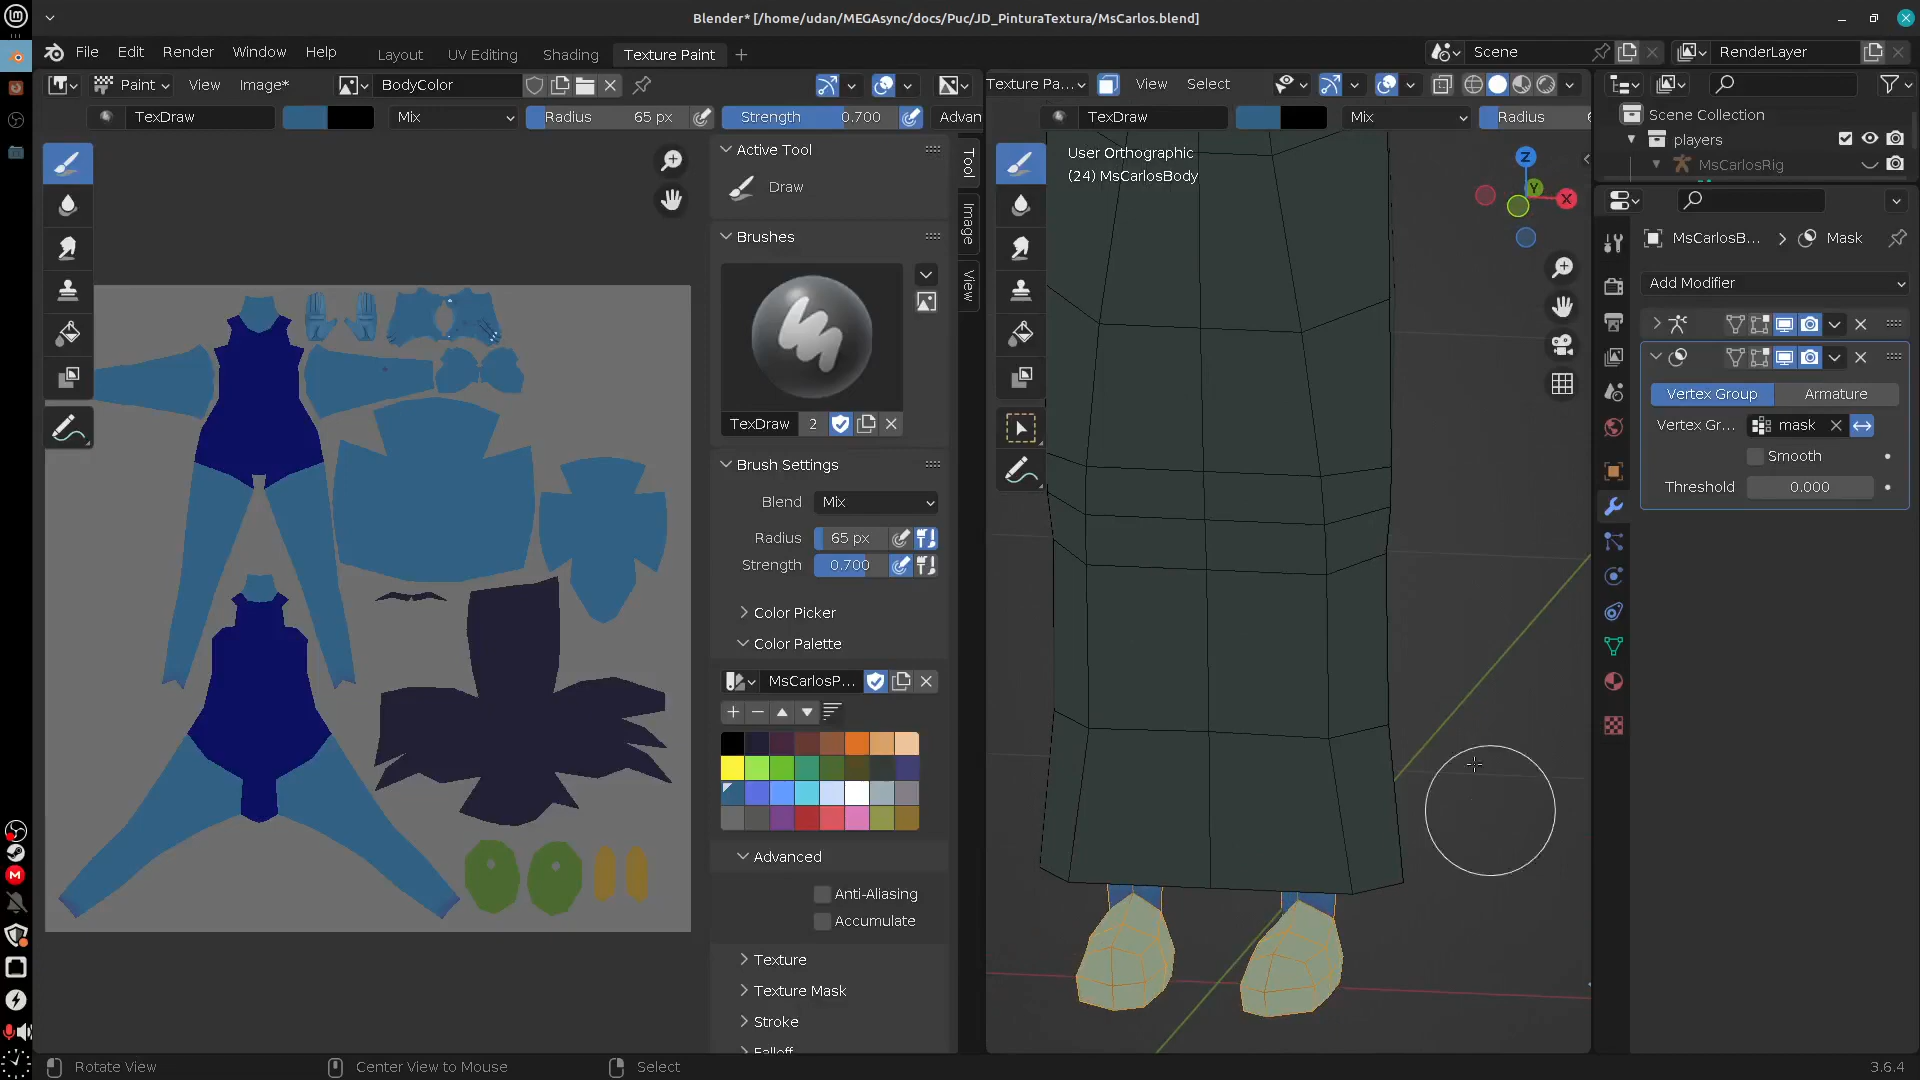 Blender* [/home/udan/MEGAsync/docs/Puc/JD_PinturaTextura/MsCarlos.blend]
File Edit Render Window Help Layout UV Editing Shading Texture Paint Scene RenderLayer
Paint View Image* BodyColor Texture Pa... View Select
TexDraw Mix Radius 65 px Strength 0.700 Advan TexDraw Mix Radius
Scene Collection
players
MsCarlosRig
Active Tool
Draw
Brushes
TexDraw 2
Brush Settings
Blend Mix
Radius 65 px
Strength 0.700
Color Picker
Color Palette
MsCarlosP...
Advanced
Anti-Aliasing
Accumulate
Texture
Texture Mask
Stroke
Falloff
Tool
Image
View
User Orthographic
(24) MsCarlosBody
Z
Y
X
MsCarlosB... Mask
Add Modifier
Vertex Group Armature
Vertex Gr... mask
Smooth
Threshold 0.000
Rotate View Center View to Mouse Select 3.6.4